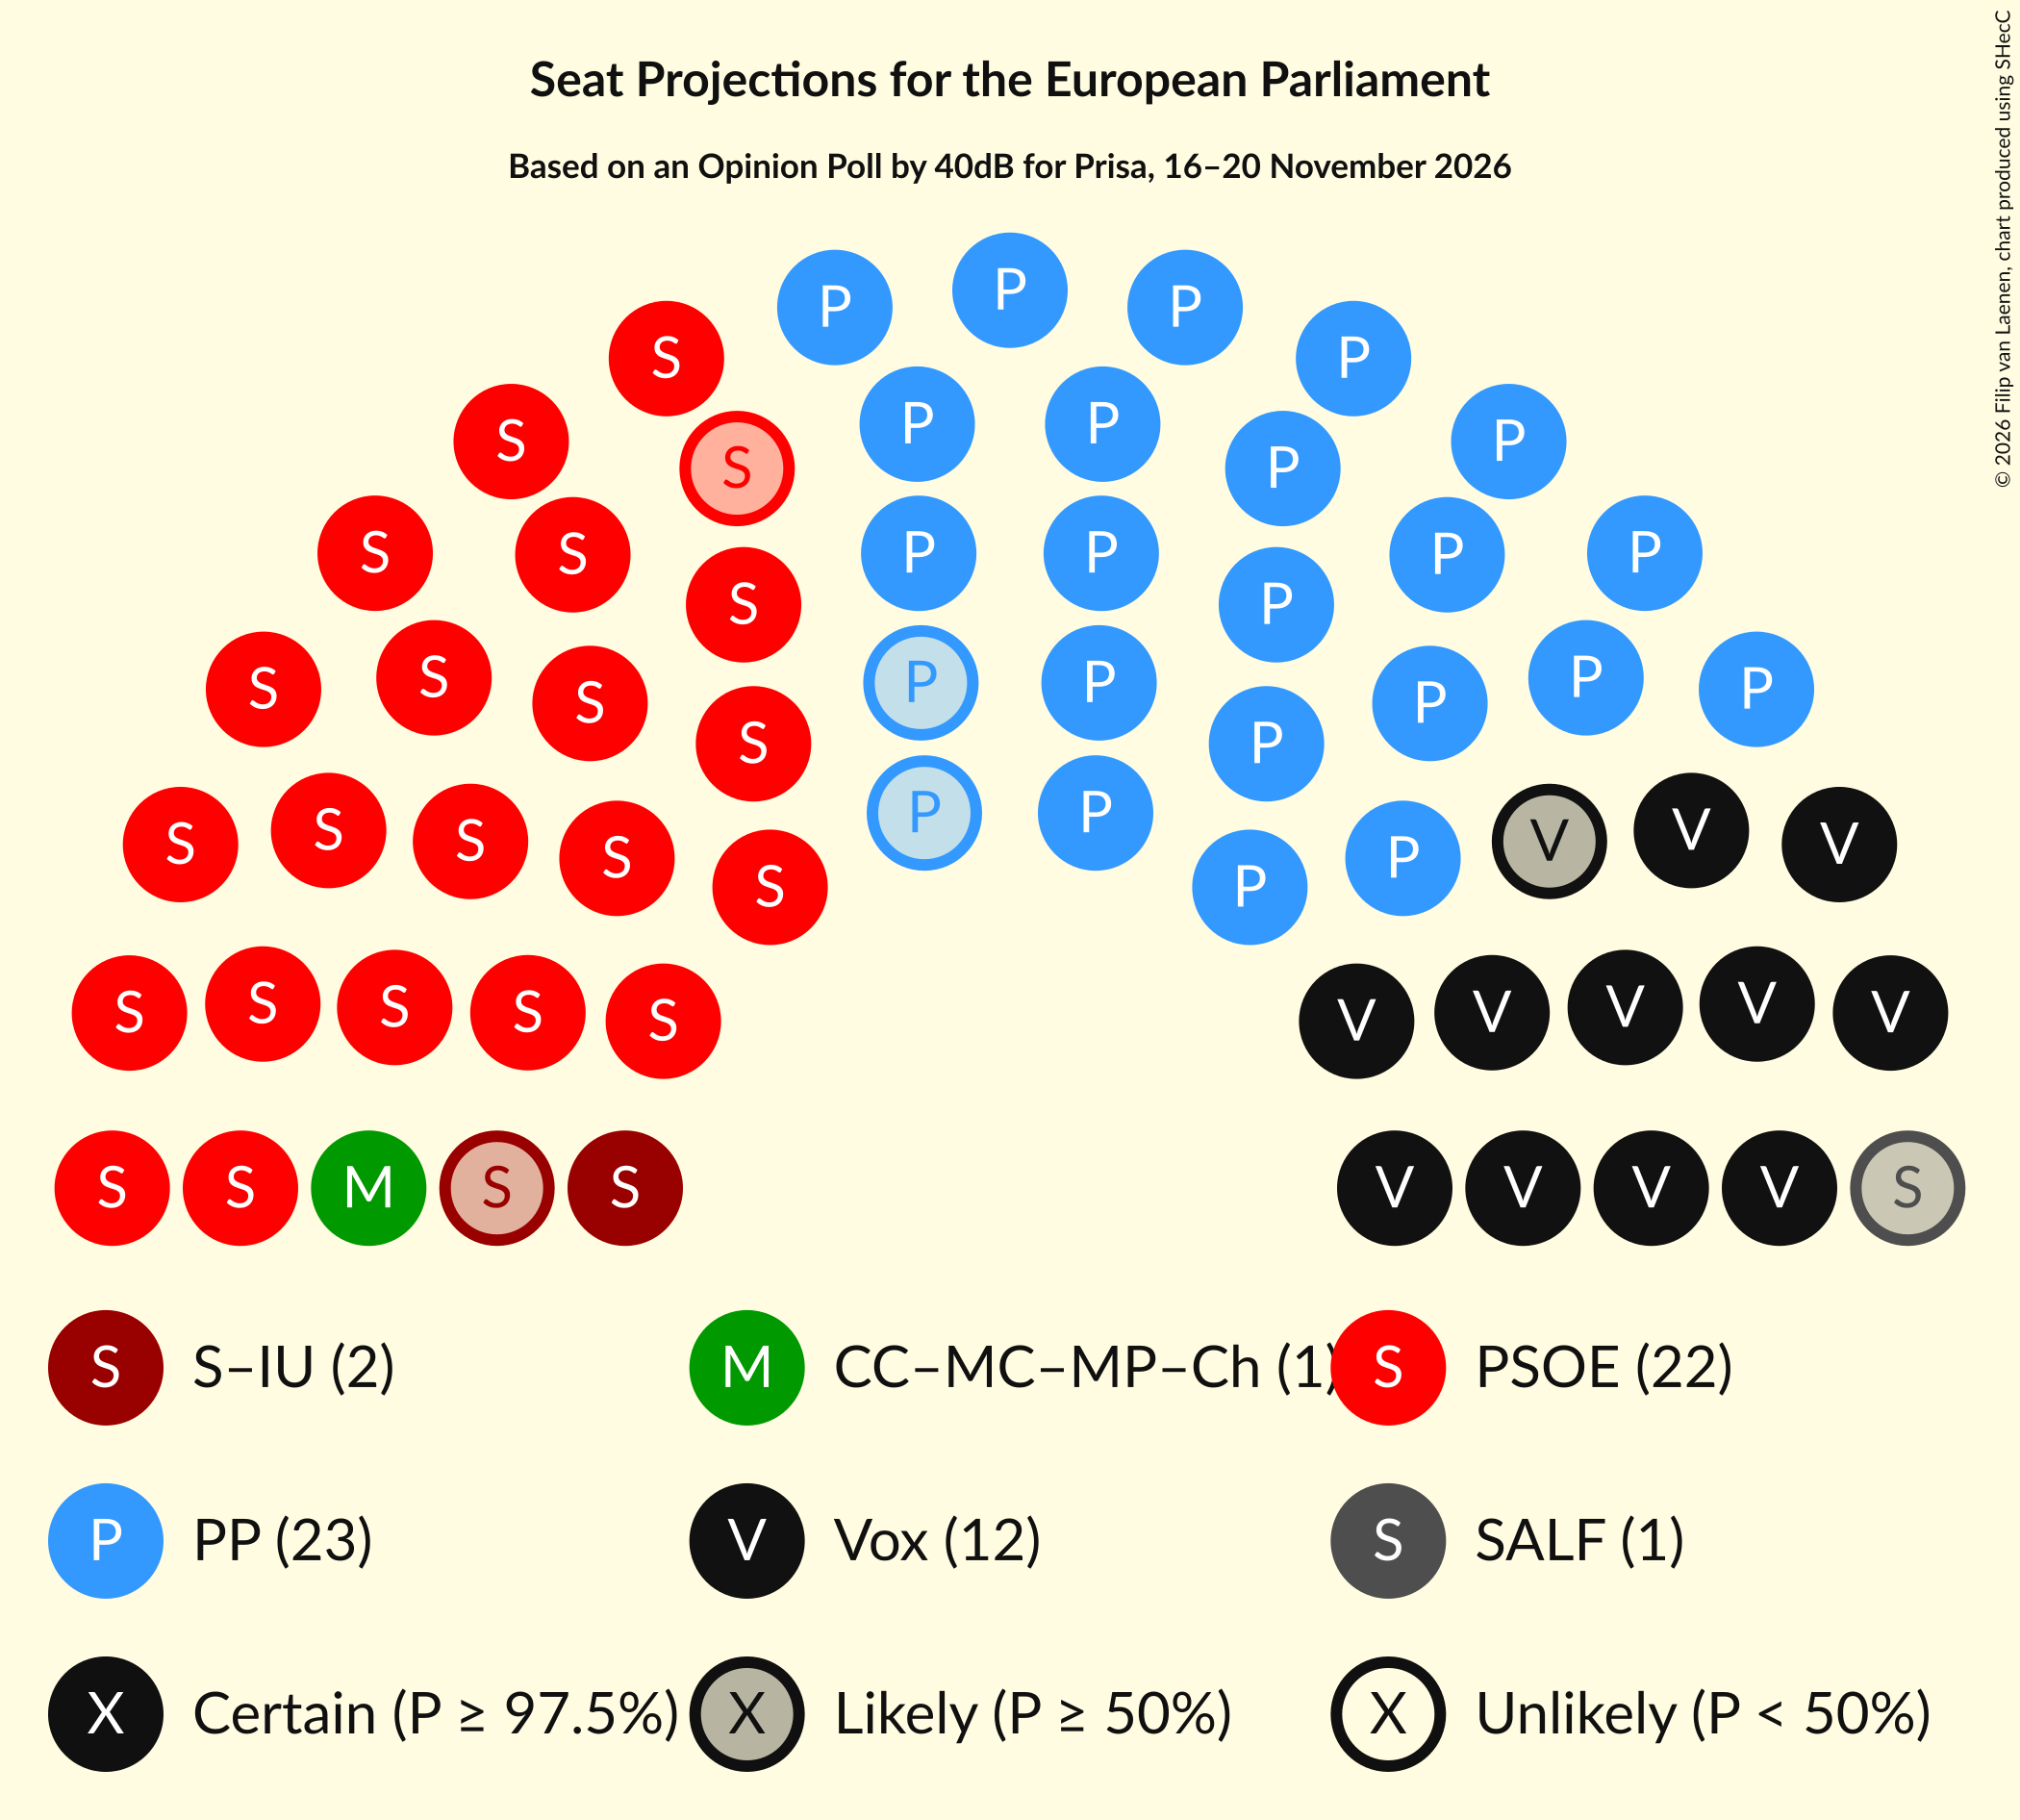 Seat Projections for the European Parliament
Based on an Opinion Poll by 40dB for Prisa, 16–20 November 2026
© 2026 Filip van Laenen, chart produced using SHecC
P
P P
S P
S P P P
S P P
S S P P P P
S S P P
S S P P
S S P P P P
S P
S S P P V V
S S P P
S S P
S S V V
S S V V
S S V V
S S M S S V V V V S
S S–IU (2) M CC–MC–MP–Ch (1) S PSOE (22)
P PP (23) V Vox (12) S SALF (1)
X Certain (P ≥ 97.5%) X Likely (P ≥ 50%) X Unlikely (P < 50%)